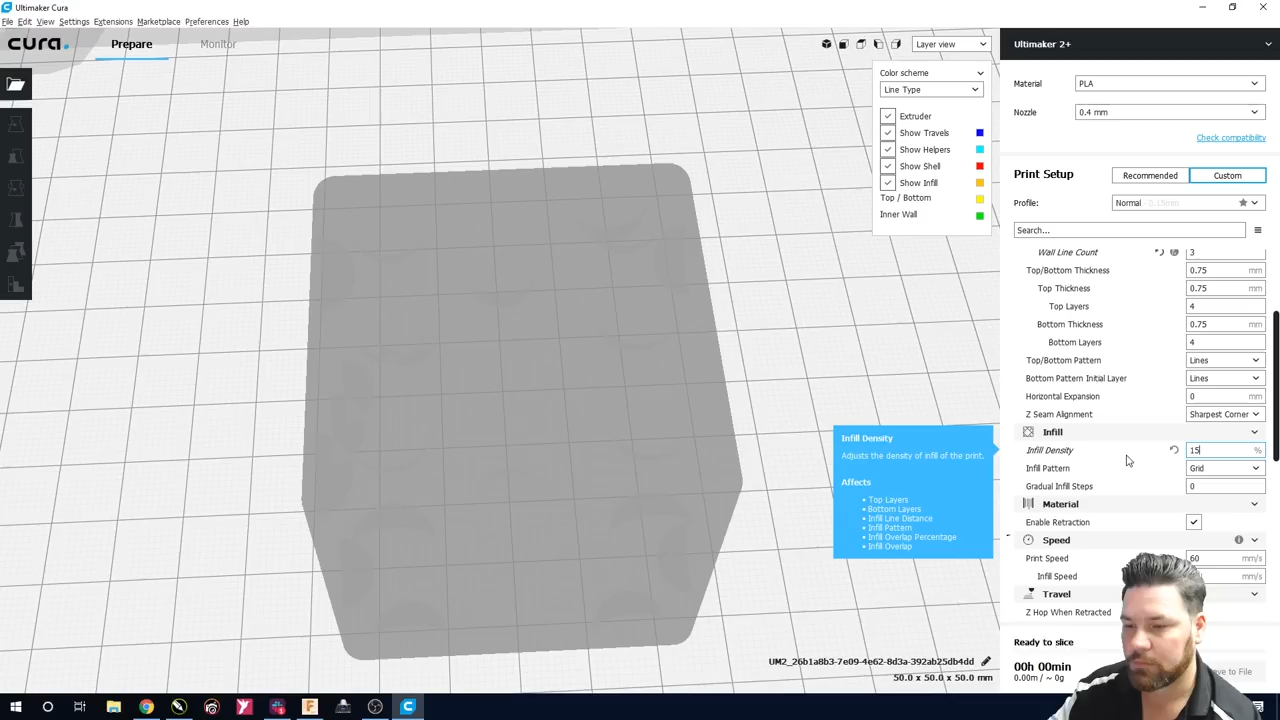 Ultimaker Cura
File Edit View Settings Extensions Marketplace Preferences Help
cura. Prepare Monitor Layer view
Color scheme
Line Type
Extruder
Show Travels
Show Helpers
Show Shell
Show Infill
Top / Bottom
Inner Wall
Ultimaker 2+
Material PLA
Nozzle 0.4 mm
Check compatibility
Print Setup Recommended Custom
Profile: Normal - 0.15mm
Search...
Wall Line Count 3
Top/Bottom Thickness 0.75 mm
Top Thickness 0.75 mm
Top Layers 4
Bottom Thickness 0.75 mm
Bottom Layers 4
Top/Bottom Pattern Lines
Bottom Pattern Initial Layer Lines
Horizontal Expansion 0 mm
Z Seam Alignment Sharpest Corner
Infill
Infill Density 15 %
Infill Pattern Grid
Gradual Infill Steps 0
Material
Enable Retraction
Speed
Print Speed 60 mm/s
Infill Speed mm/s
Travel
Z Hop When Retracted
Infill Density
Adjusts the density of infill of the print.
Affects
• Top Layers
• Bottom Layers
• Infill Line Distance
• Infill Pattern
• Infill Overlap Percentage
• Infill Overlap
UM2_26b1a8b3-7e09-4e62-8d3a-392ab25db4dd
50.0 x 50.0 x 50.0 mm
Ready to slice
00h 00min
0.00m / ~ 0g
to File